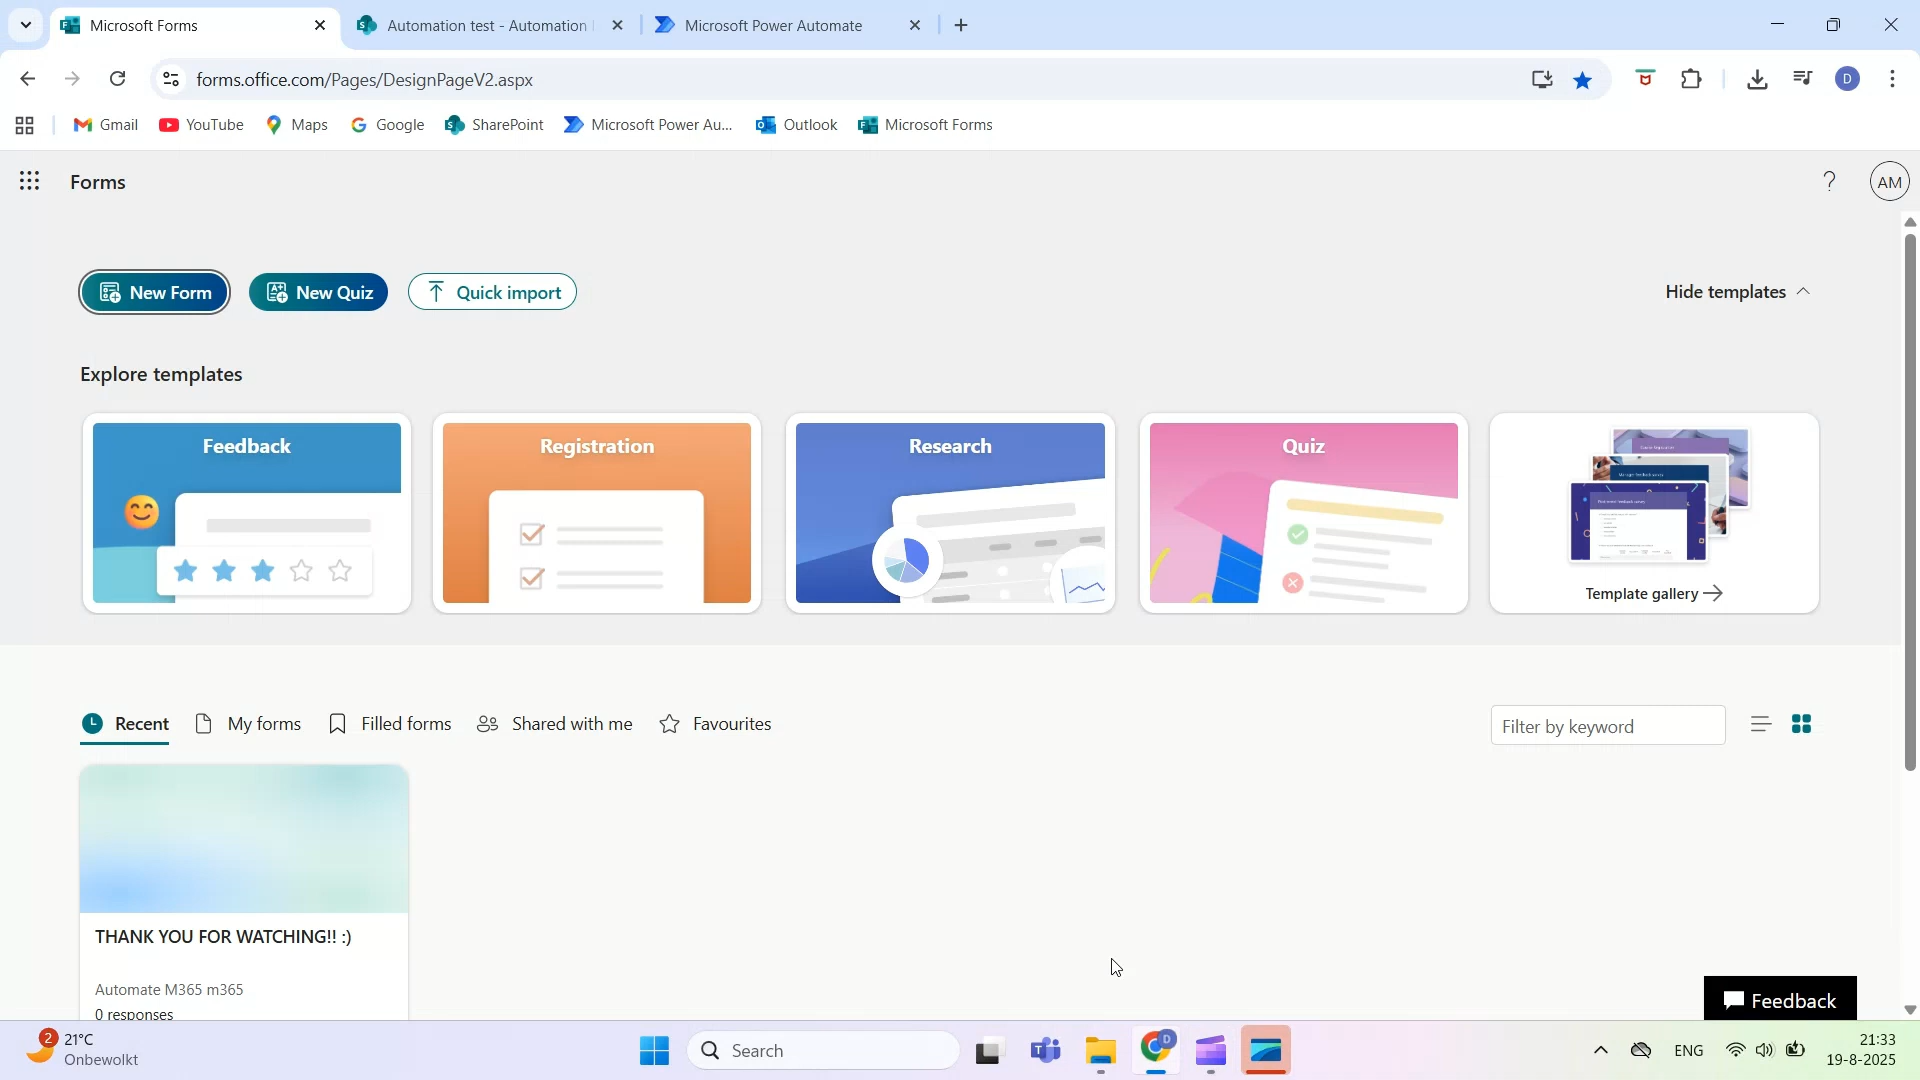 Microsoft Forms
Automation test - Automation
Microsoft Power Automate
forms.office.com/Pages/DesignPageV2.aspx
D
Gmail
YouTube
Maps
Google
SharePoint
Microsoft Power Au...
Outlook
Microsoft Forms
Forms
AM
New Form
New Quiz
Quick import
Hide templates
Explore templates
Feedback
Registration
Research
Quiz
Template gallery
Recent
My forms
Filled forms
Shared with me
Favourites
Filter by keyword
THANK YOU FOR WATCHING!! :)
Automate M365 m365
0 responses
Feedback
2
21°C
Onbewolkt
Search
D
ENG
21:33
19-8-2025